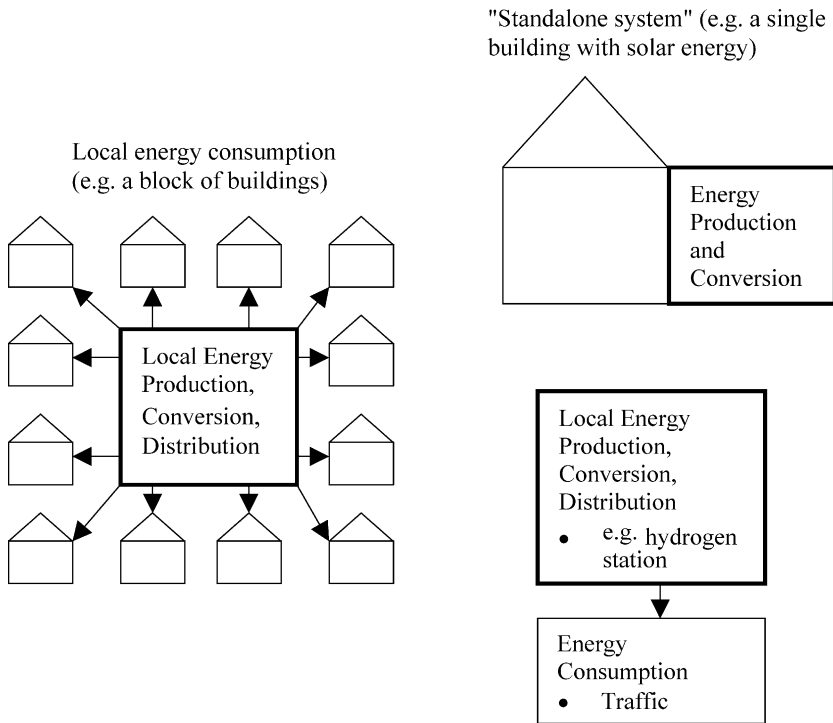 "Standalone system" (e.g. a single
building with solar energy)
Local energy consumption
(e.g. a block of buildings)
Energy
Production
and
Conversion
Local Energy
Production,
Conversion,
Distribution
Local Energy
Production,
Conversion,
Distribution
• e.g. hydrogen
station
Energy
Consumption
• Traffic